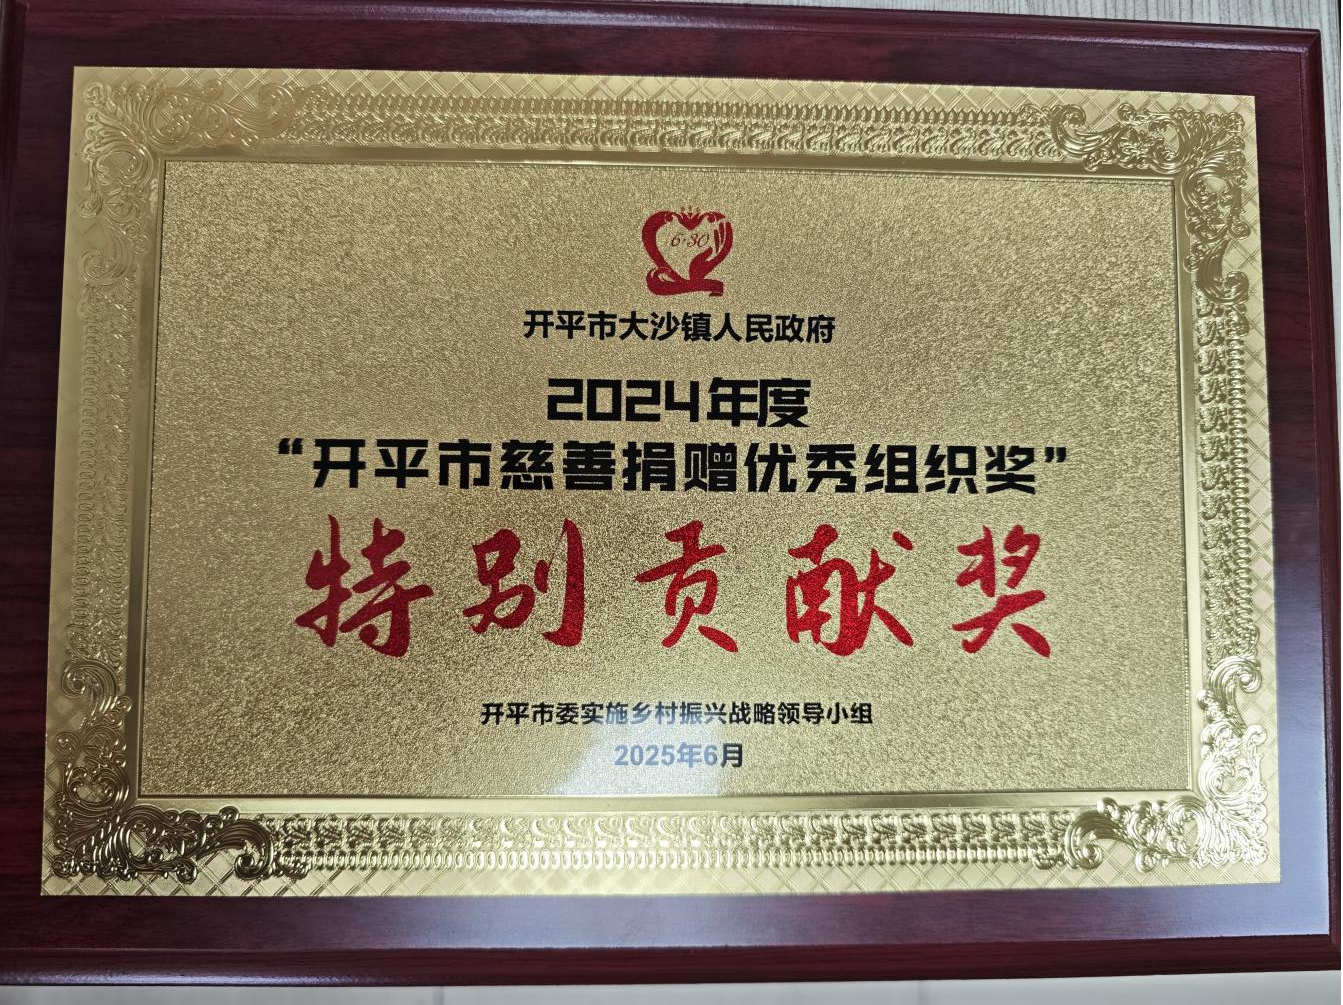 6·30
开平市大沙镇人民政府
2024年度
“开平市慈善捐赠优秀组织奖”
特别贡献奖
开平市委实施乡村振兴战略领导小组
2025年6月